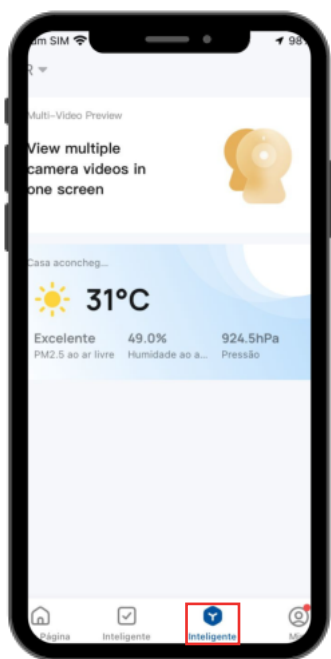 SIM
Multi-Video Preview
View multiple
camera videos in
one screen
Casa aconcheg...
31°C
Excelente 49.0% 924.5hPa
PM2.5 ao ar livre Humidade ao a... Pressão
Página Inteligente Inteligente